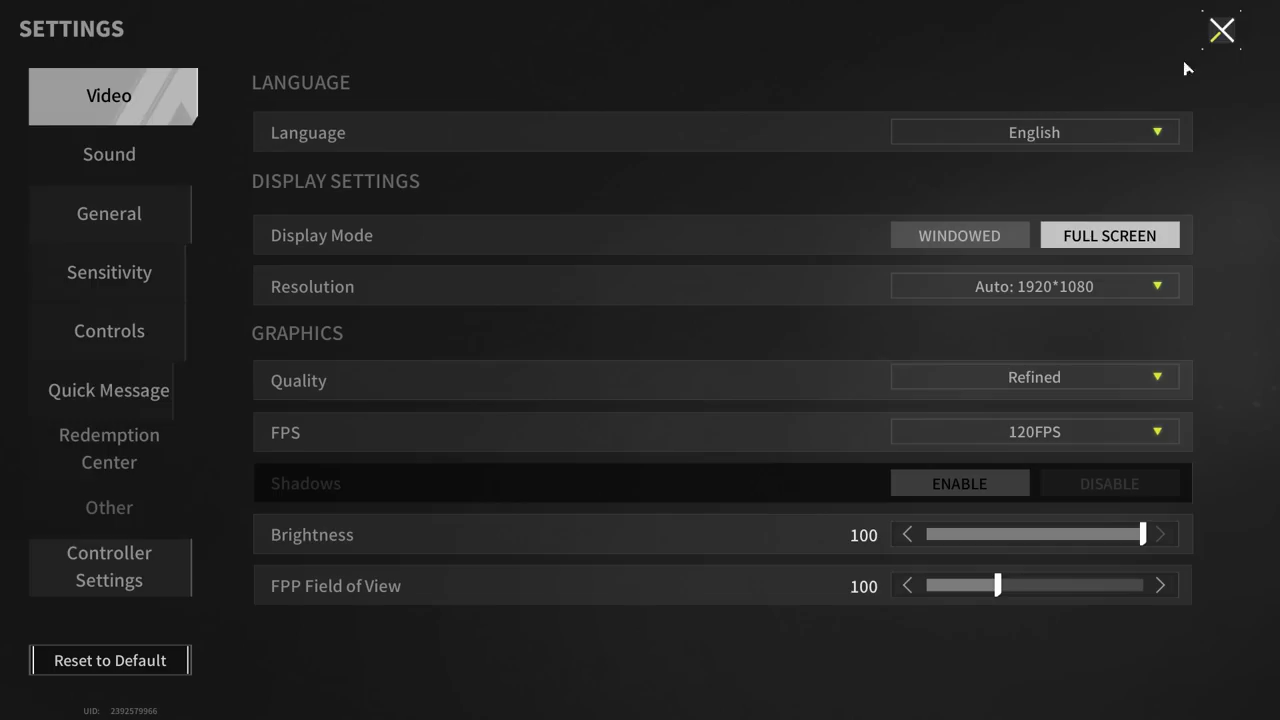 SETTINGS
Video
Sound
General
Sensitivity
Controls
Quick Message
Redemption
Center
Other
Controller
Settings
Reset to Default
UID: 2392579966
LANGUAGE
Language English
DISPLAY SETTINGS
Display Mode WINDOWED FULL SCREEN
Resolution Auto: 1920*1080
GRAPHICS
Quality Refined
FPS 120FPS
Shadows ENABLE DISABLE
Brightness 100
FPP Field of View 100